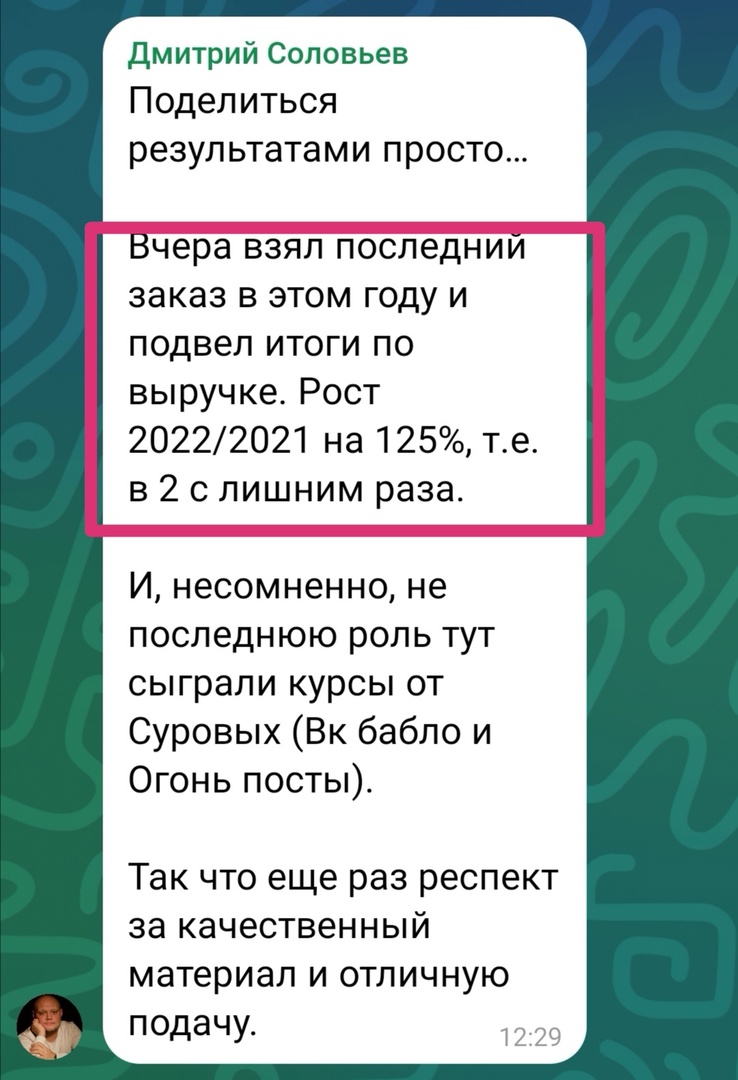 Дмитрий Соловьев
Поделиться
результатами просто...
Вчера взял последний
заказ в этом году и
подвел итоги по
выручке. Рост
2022/2021 на 125%, т.е.
в 2 с лишним раза.
И, несомненно, не
последнюю роль тут
сыграли курсы от
Суровых (Вк бабло и
Огонь посты).
Так что еще раз респект
за качественный
материал и отличную
подачу.
12:29